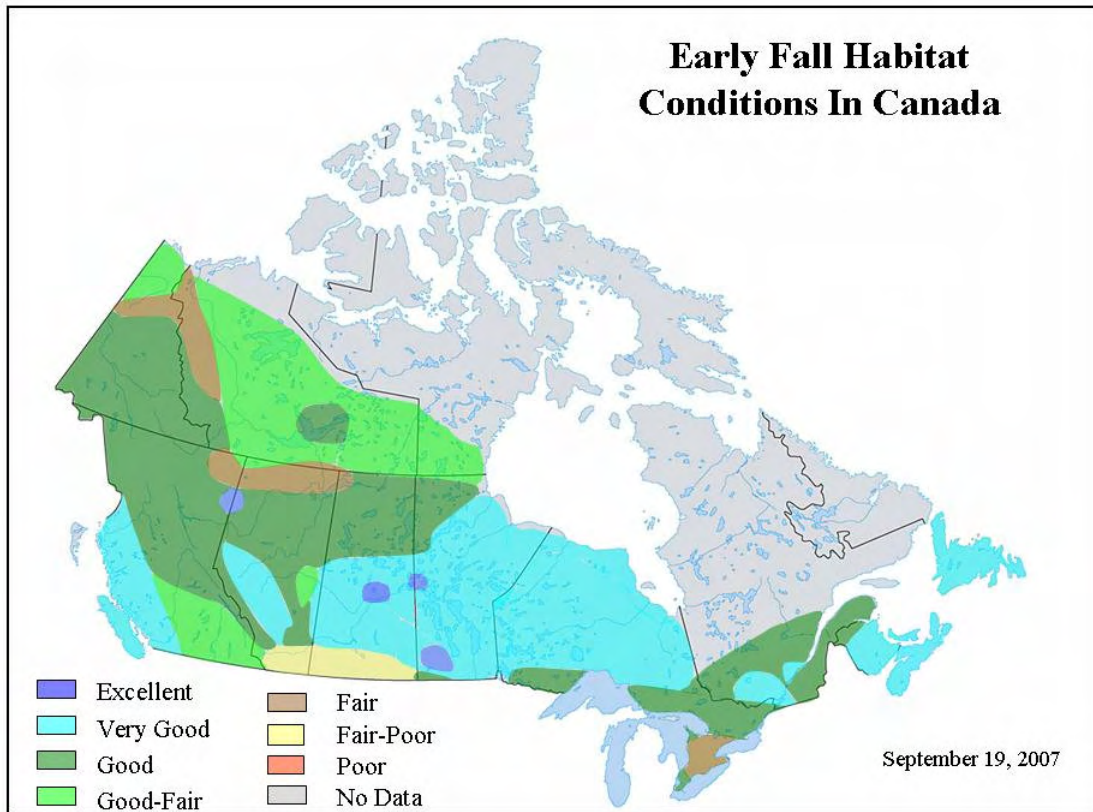 Early Fall Habitat
Conditions In Canada
Excellent
Very Good
Good
Good-Fair
Fair
Fair-Poor
Poor
No Data
September 19, 2007